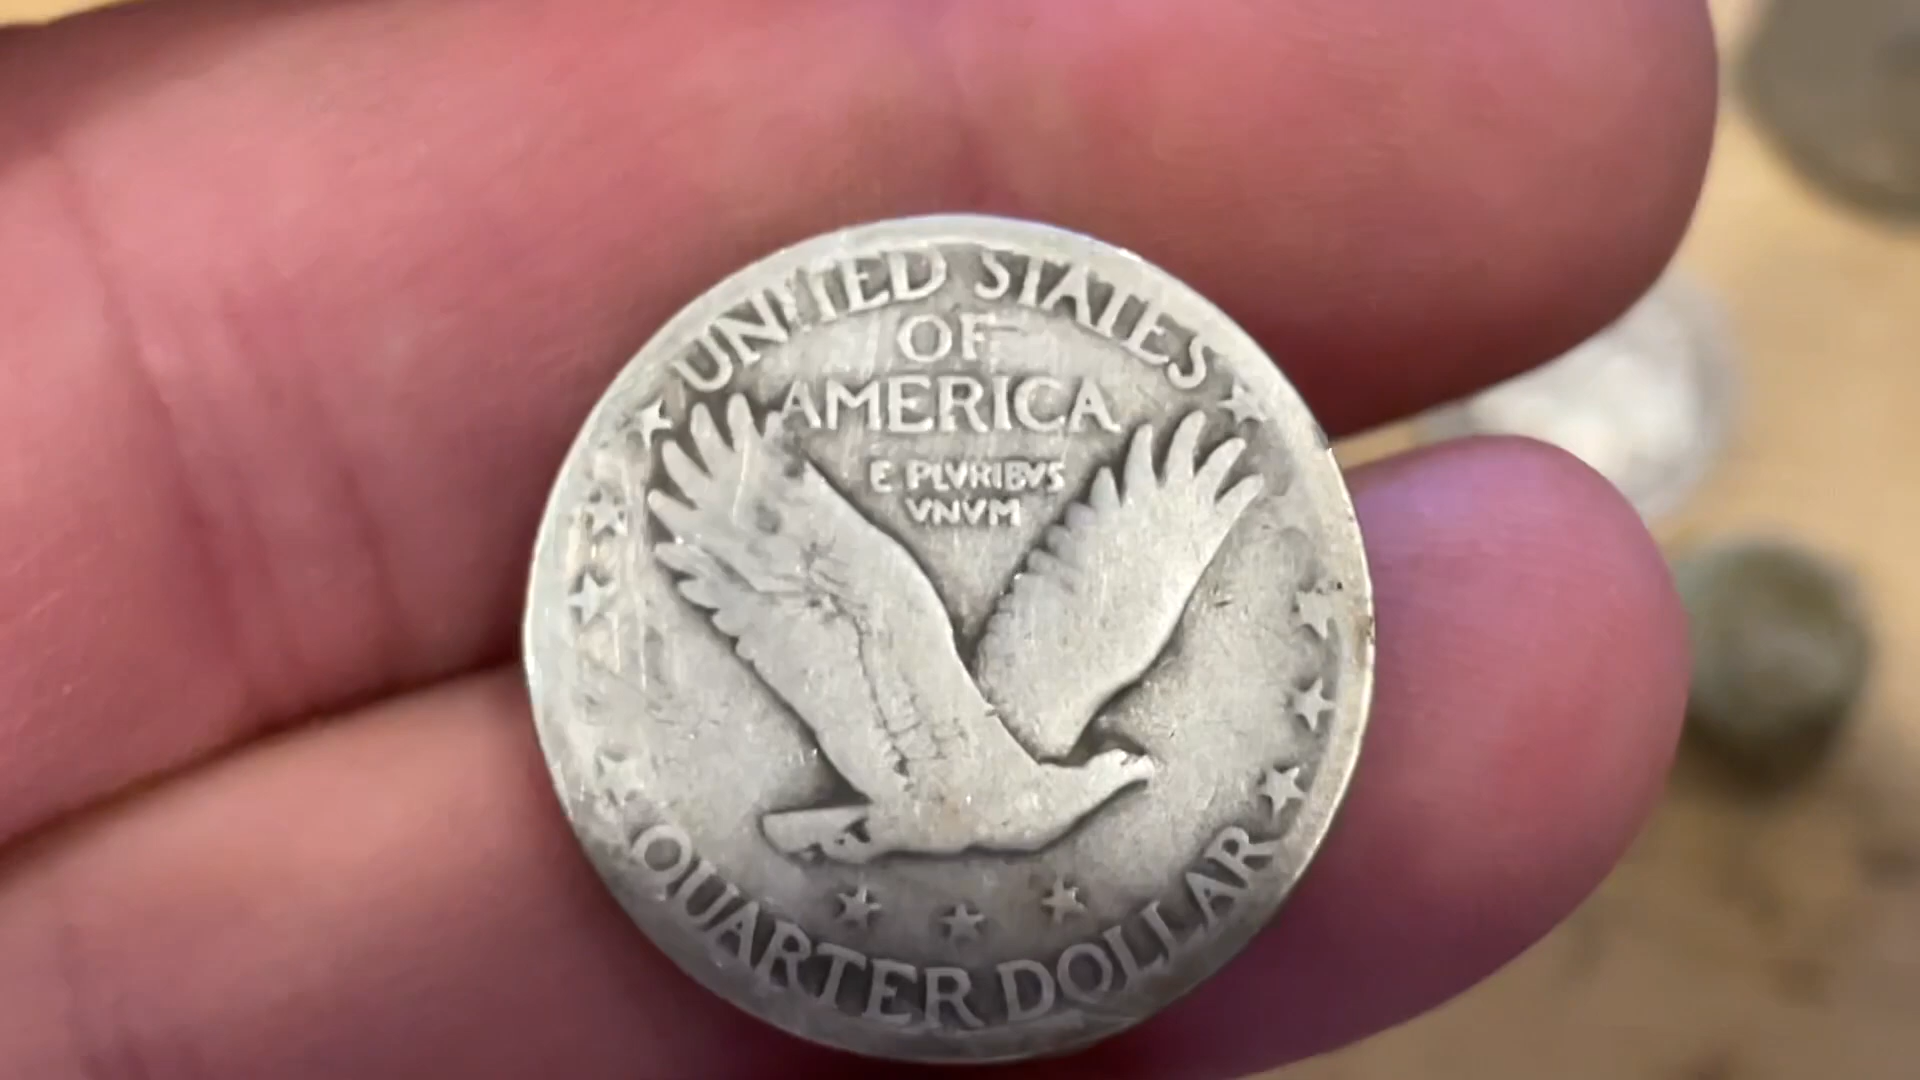 UNITED STATES
OF
AMERICA
E PLVRIBVS
VNVM
QUARTER DOLLAR